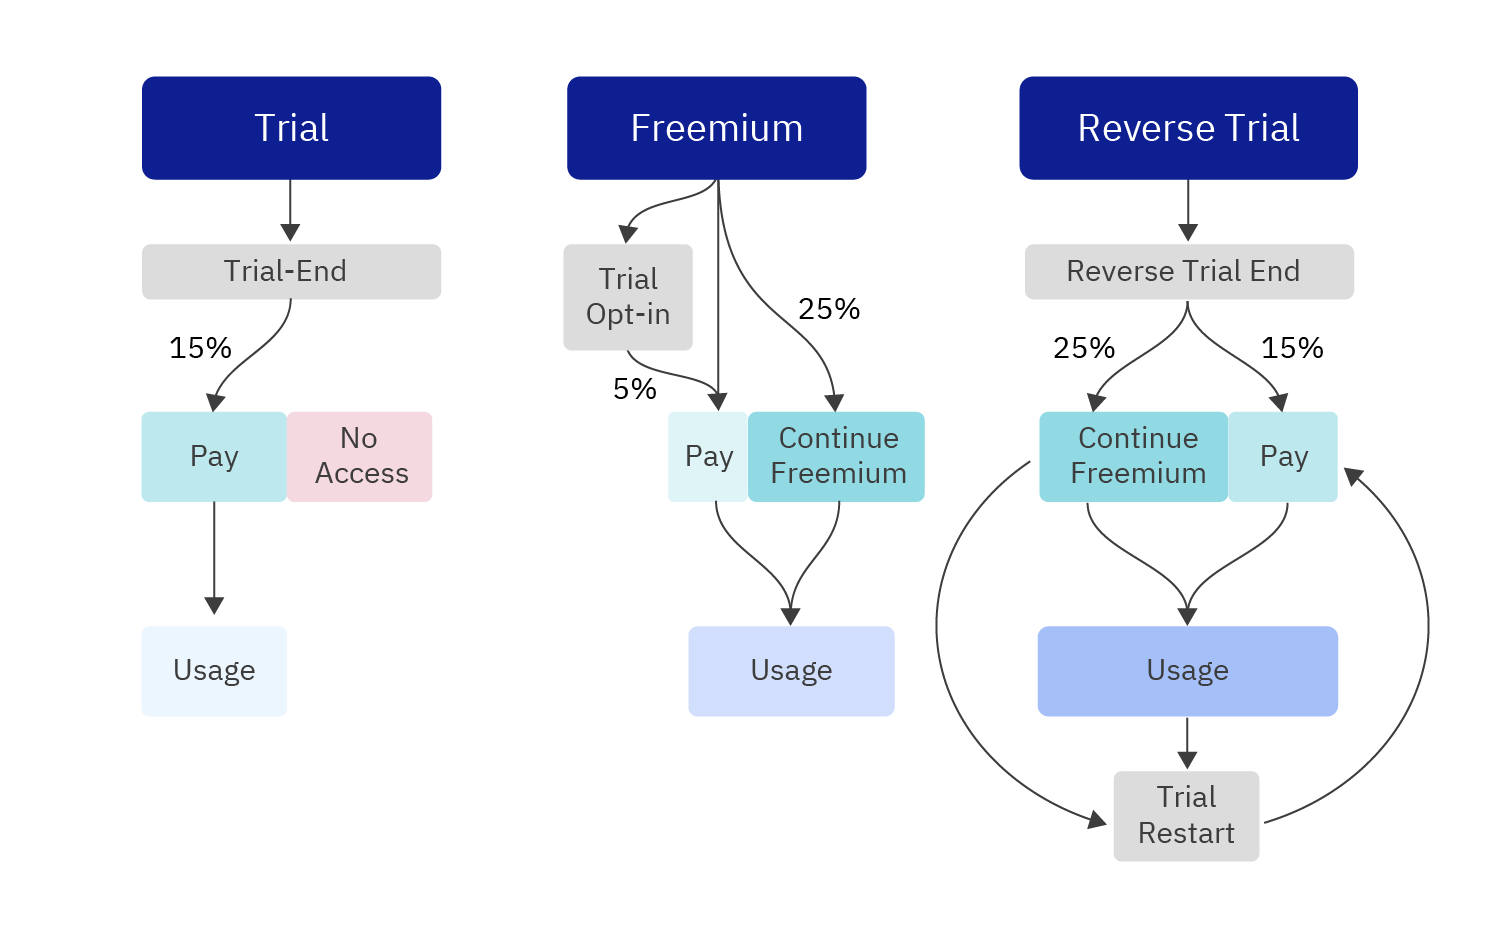 Trial
Freemium
Reverse Trial
Trial-End
Trial
Opt-in
Reverse Trial End
25%
15%
5%
25%
15%
Pay
No
Access
Pay
Continue
Freemium
Continue
Freemium
Pay
Usage
Usage
Usage
Trial
Restart